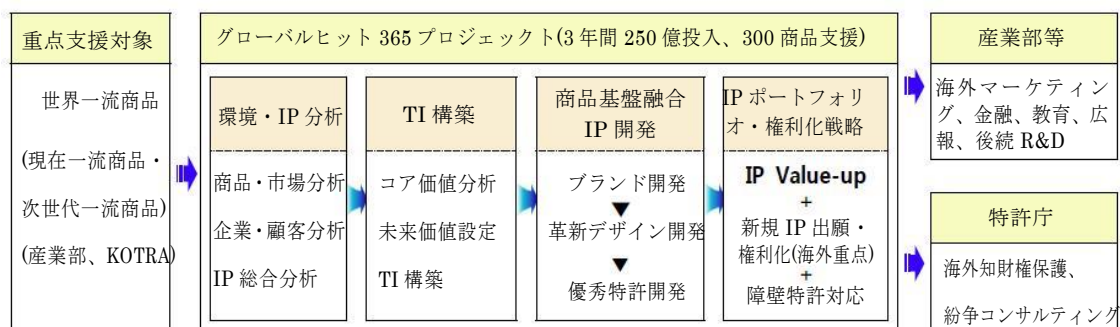 重点支援対象
世界一流商品
(現在一流商品・
次世代一流商品)
(産業部、KOTRA)
グローバルヒット 365 プロジェックト(3 年間 250 億投入、300 商品支援)
環境・IP 分析
商品・市場分析
企業・顧客分析
IP 総合分析
TI 構築
コア価値分析
未来価値設定
TI 構築
商品基盤融合
IP 開発
ブランド開発
▼
革新デザイン開発
▼
優秀特許開発
IP ポートフォリ
オ・権利化戦略
IP Value-up
+
新規 IP 出願・
権利化(海外重点)
+
障壁特許対応
産業部等
海外マーケティン
グ、金融、教育、広
報、後続 R&D
特許庁
海外知財権保護、
紛争コンサルティング